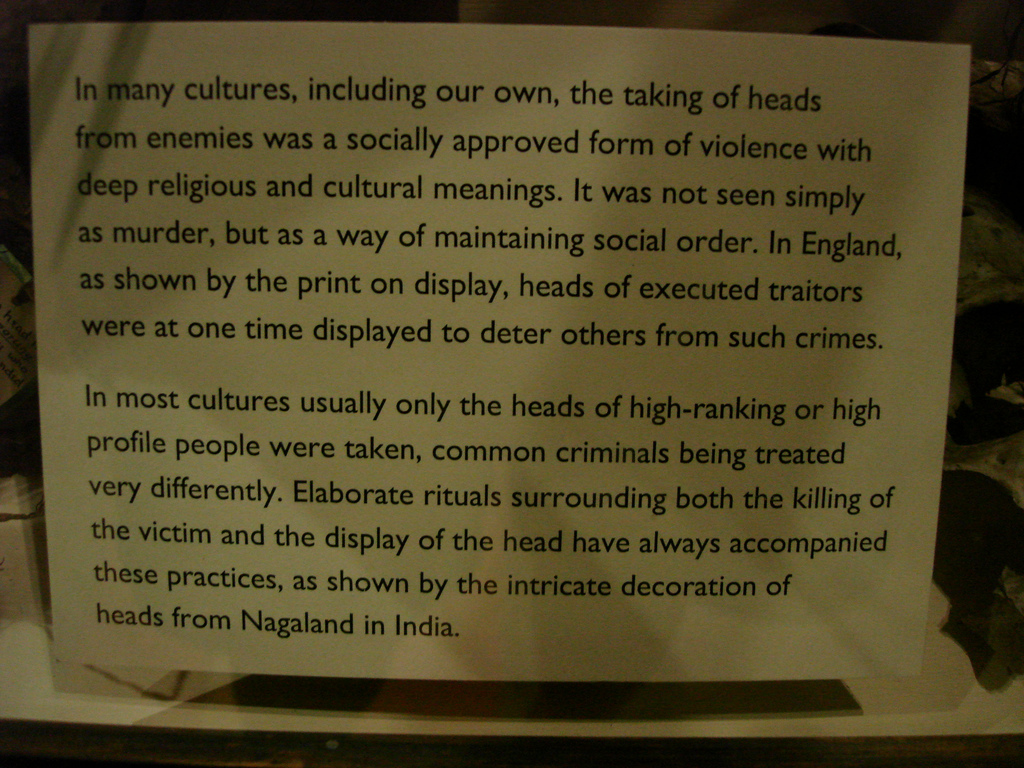 In many cultures, including our own, the taking of heads
from enemies was a socially approved form of violence with
deep religious and cultural meanings. It was not seen simply
as murder, but as a way of maintaining social order. In England,
as shown by the print on display, heads of executed traitors
were at one time displayed to deter others from such crimes.
In most cultures usually only the heads of high-ranking or high
profile people were taken, common criminals being treated
very differently. Elaborate rituals surrounding both the killing of
the victim and the display of the head have always accompanied
these practices, as shown by the intricate decoration of
heads from Nagaland in India.